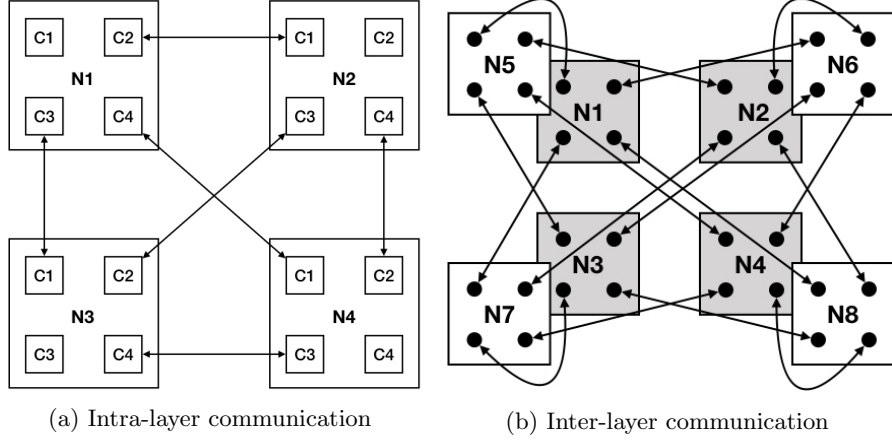 C1 C2 C1 C2
N1 N2
C3 C4 C3 C4
C1 C2 C1 C2
N3 N4
C3 C4 C3 C4
(a) Intra-layer communication
N5 N6
N1 N2
N3 N4
N7 N8
(b) Inter-layer communication